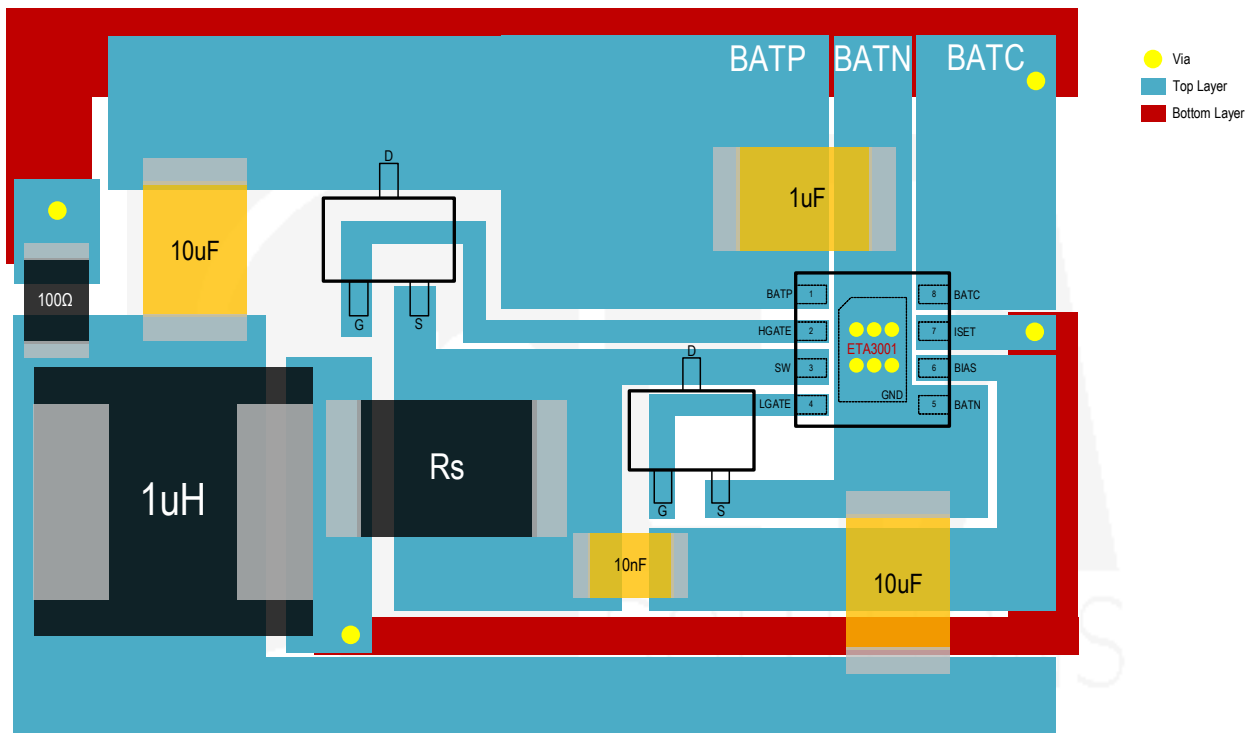 BATP BATN BATC
Via
Top Layer
Bottom Layer
D
1uF
10uF
100Ω
G S
BATP 1 8 BATC
HGATE 2 7 ISET
ETA3001
SW 3 6 BIAS
GND
LGATE 4 5 BATN
D
G S
1uH
Rs
10nF
10uF
S